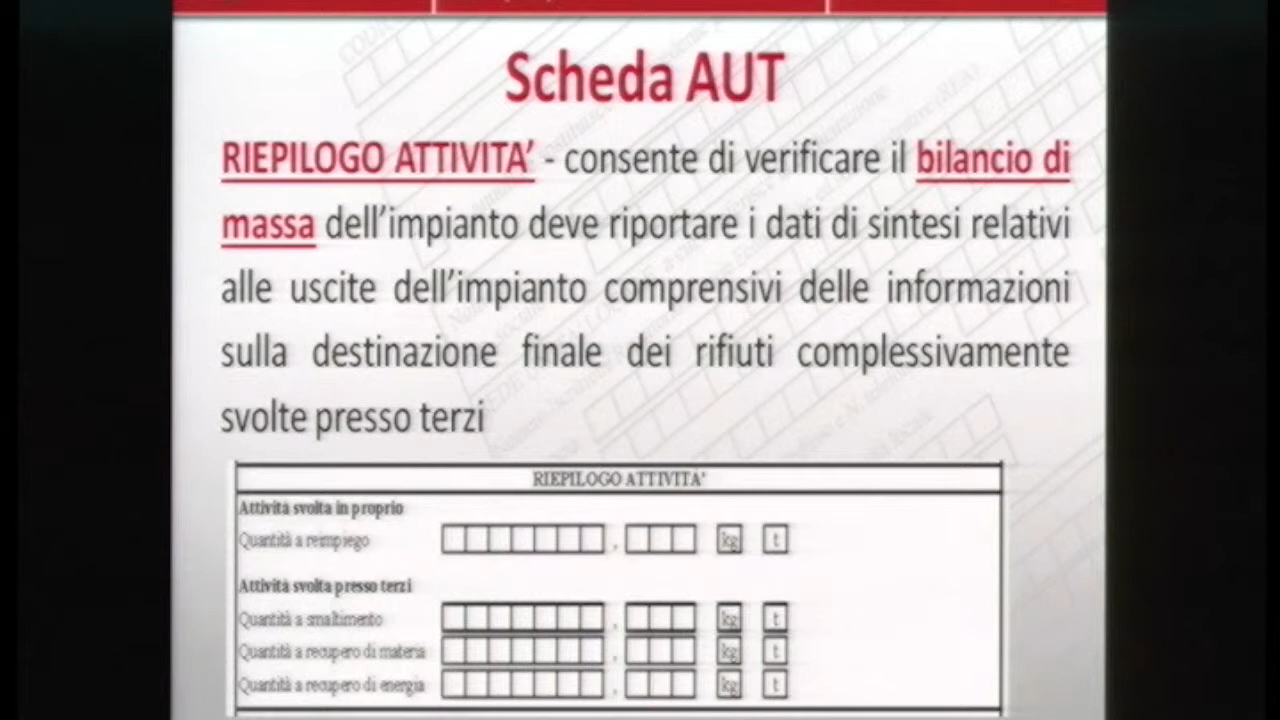 Scheda AUT
RIEPILOGO ATTIVITA' - consente di verificare il bilancio di
massa dell'impianto deve riportare i dati di sintesi relativi
alle uscite dell'impianto comprensivi delle informazioni
sulla destinazione finale dei rifiuti complessivamente
svolte presso terzi
RIEPILOGO ATTIVITA'
Attività svolta in proprio
Quantità a reimpiego , kg t
Attività svolta presso terzi
Quantità a smaltimento , kg t
Quantità a recupero di materia , kg t
Quantità a recupero di energia , kg t